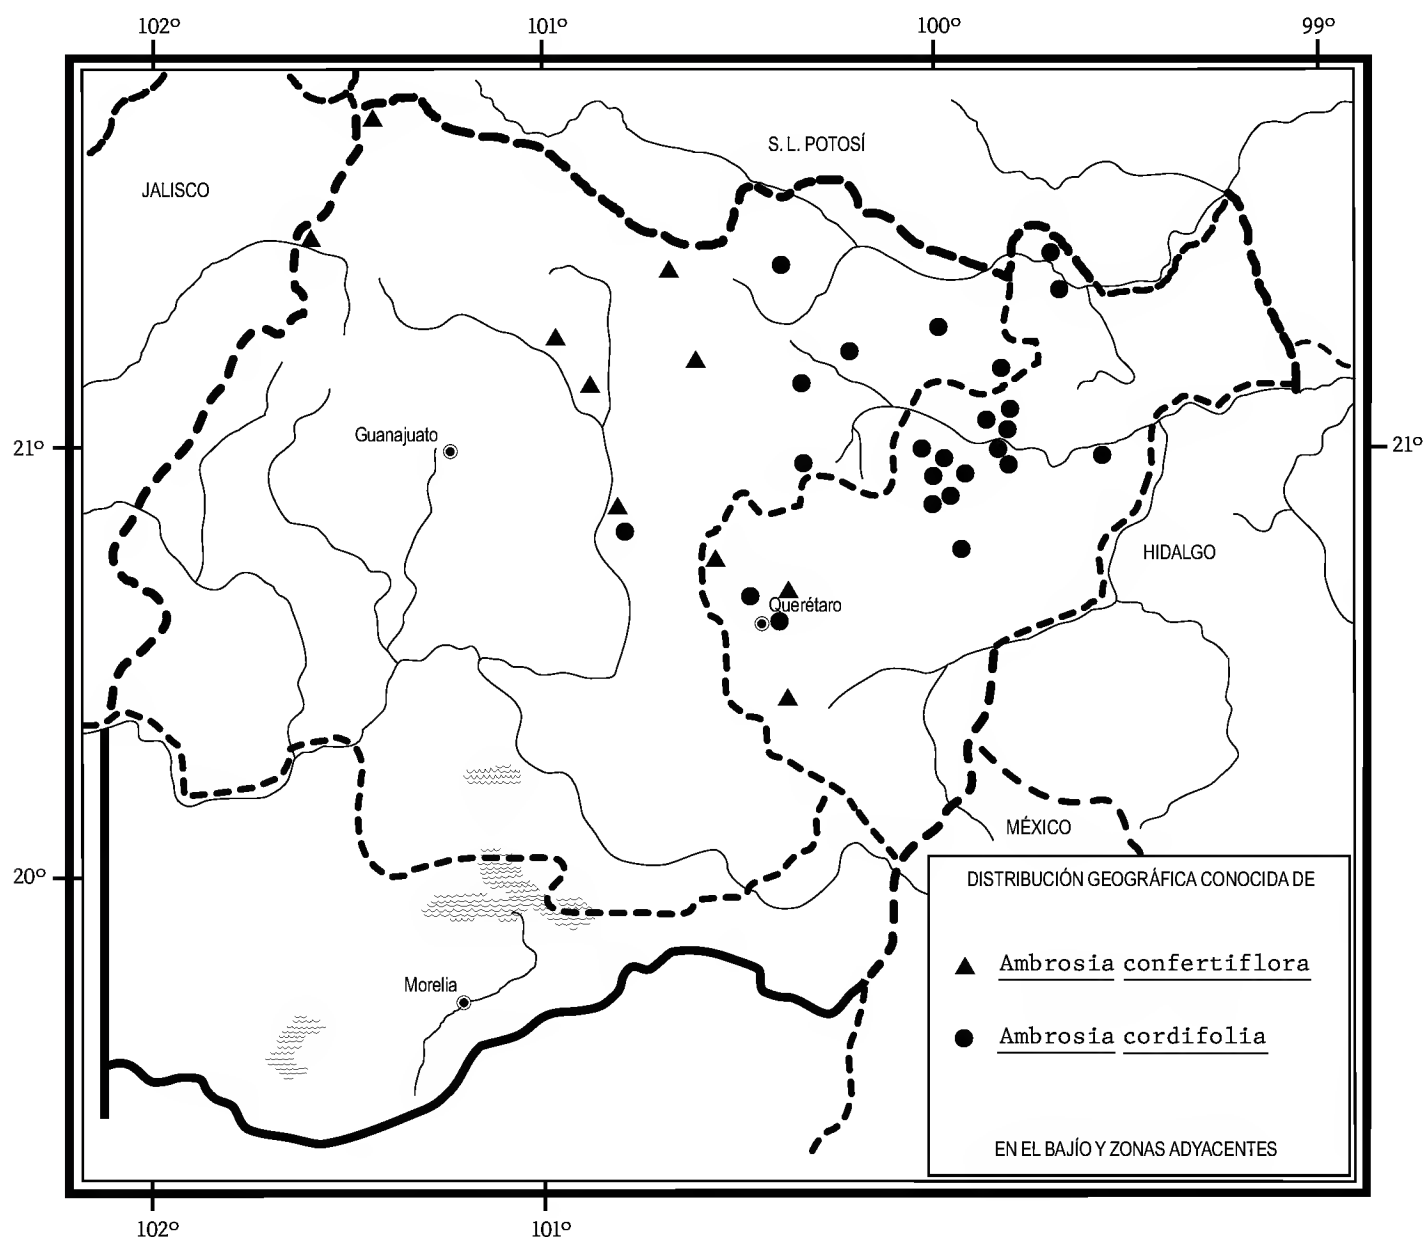 102º 101º 100º 99º
S. L. POTOSÍ
JALISCO
Guanajuato
21º 21º
HIDALGO
Querétaro
MÉXICO
20º
DISTRIBUCIÓN GEOGRÁFICA CONOCIDA DE
Ambrosia confertiflora
Morelia
Ambrosia cordifolia
EN EL BAJÍO Y ZONAS ADYACENTES
102º 101º